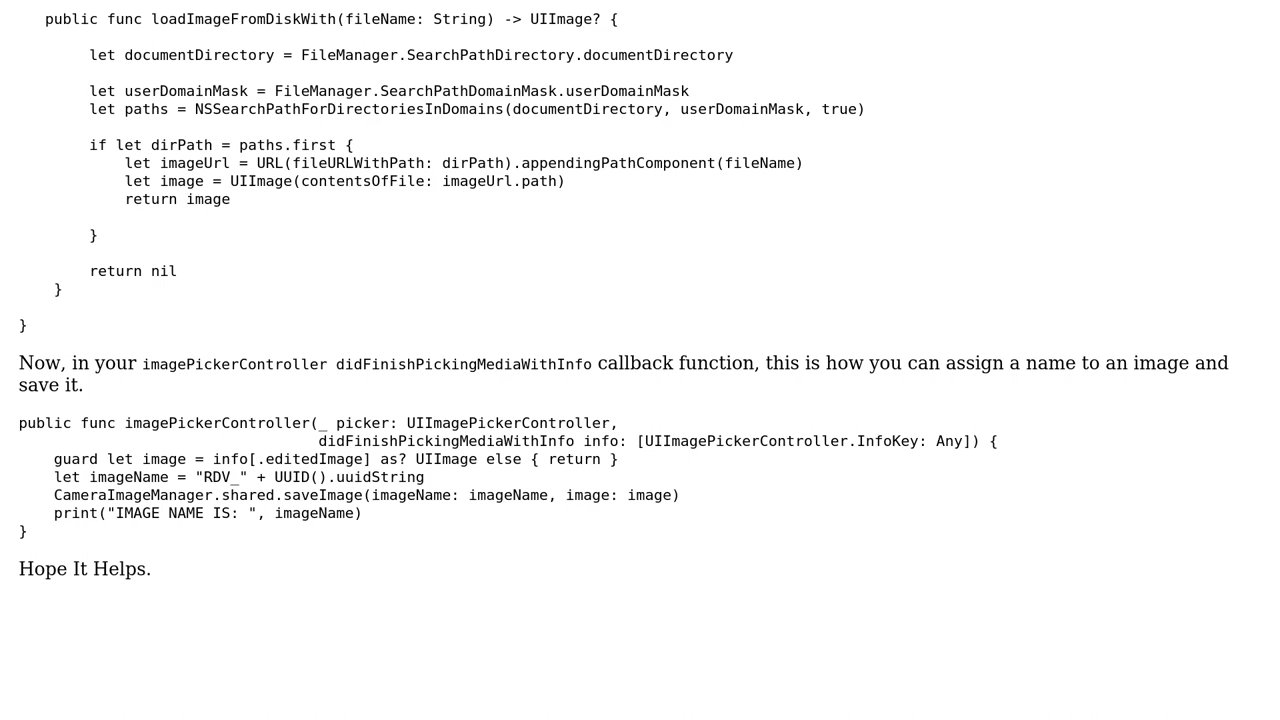 public func loadImageFromDiskWith(fileName: String) -> UIImage? {
let documentDirectory = FileManager.SearchPathDirectory.documentDirectory
let userDomainMask = FileManager.SearchPathDomainMask.userDomainMask
let paths = NSSearchPathForDirectoriesInDomains(documentDirectory, userDomainMask, true)
if let dirPath = paths.first {
let imageUrl = URL(fileURLWithPath: dirPath).appendingPathComponent(fileName)
let image = UIImage(contentsOfFile: imageUrl.path)
return image
}
return nil
}
}
Now, in your imagePickerController didFinishPickingMediaWithInfo callback function, this is how you can assign a name to an image and
save it.
public func imagePickerController(_ picker: UIImagePickerController,
didFinishPickingMediaWithInfo info: [UIImagePickerController.InfoKey: Any]) {
guard let image = info[.editedImage] as? UIImage else { return }
let imageName = "RDV_" + UUID().uuidString
CameraImageManager.shared.saveImage(imageName: imageName, image: image)
print("IMAGE NAME IS: ", imageName)
}
Hope It Helps.